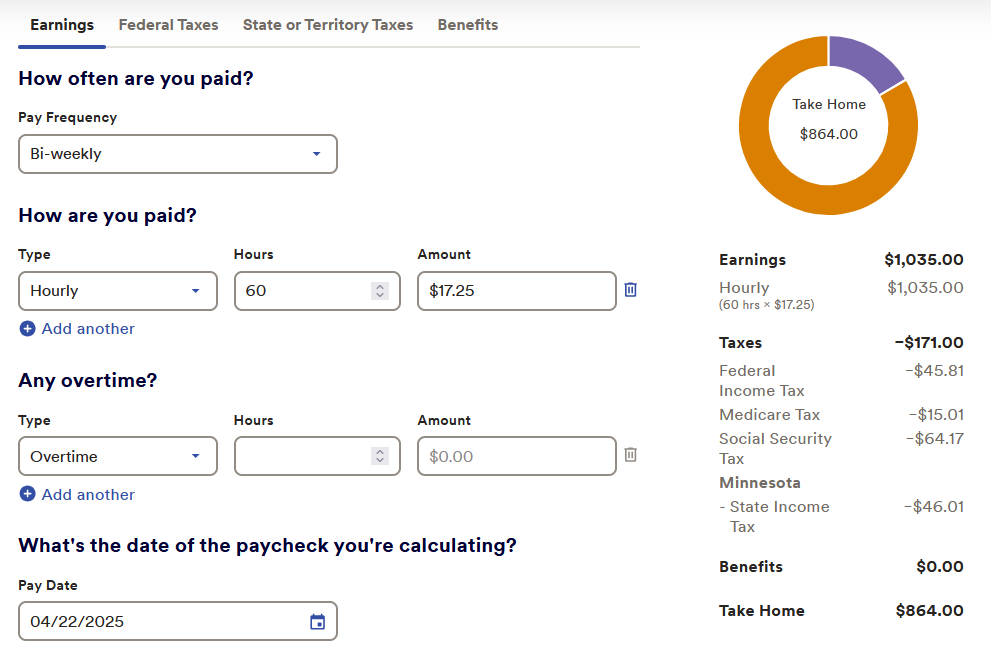 Earnings Federal Taxes State or Territory Taxes Benefits
How often are you paid?
Pay Frequency
Bi-weekly
How are you paid?
Type Hours Amount
Hourly 60 $17.25
Add another
Any overtime?
Type Hours Amount
Overtime $0.00
Add another
What's the date of the paycheck you're calculating?
Pay Date
04/22/2025
Take Home
$864.00
Earnings $1,035.00
Hourly $1,035.00
(60 hrs × $17.25)
Taxes −$171.00
Federal −$45.81
Income Tax
Medicare Tax −$15.01
Social Security −$64.17
Tax
Minnesota
- State Income −$46.01
Tax
Benefits $0.00
Take Home $864.00